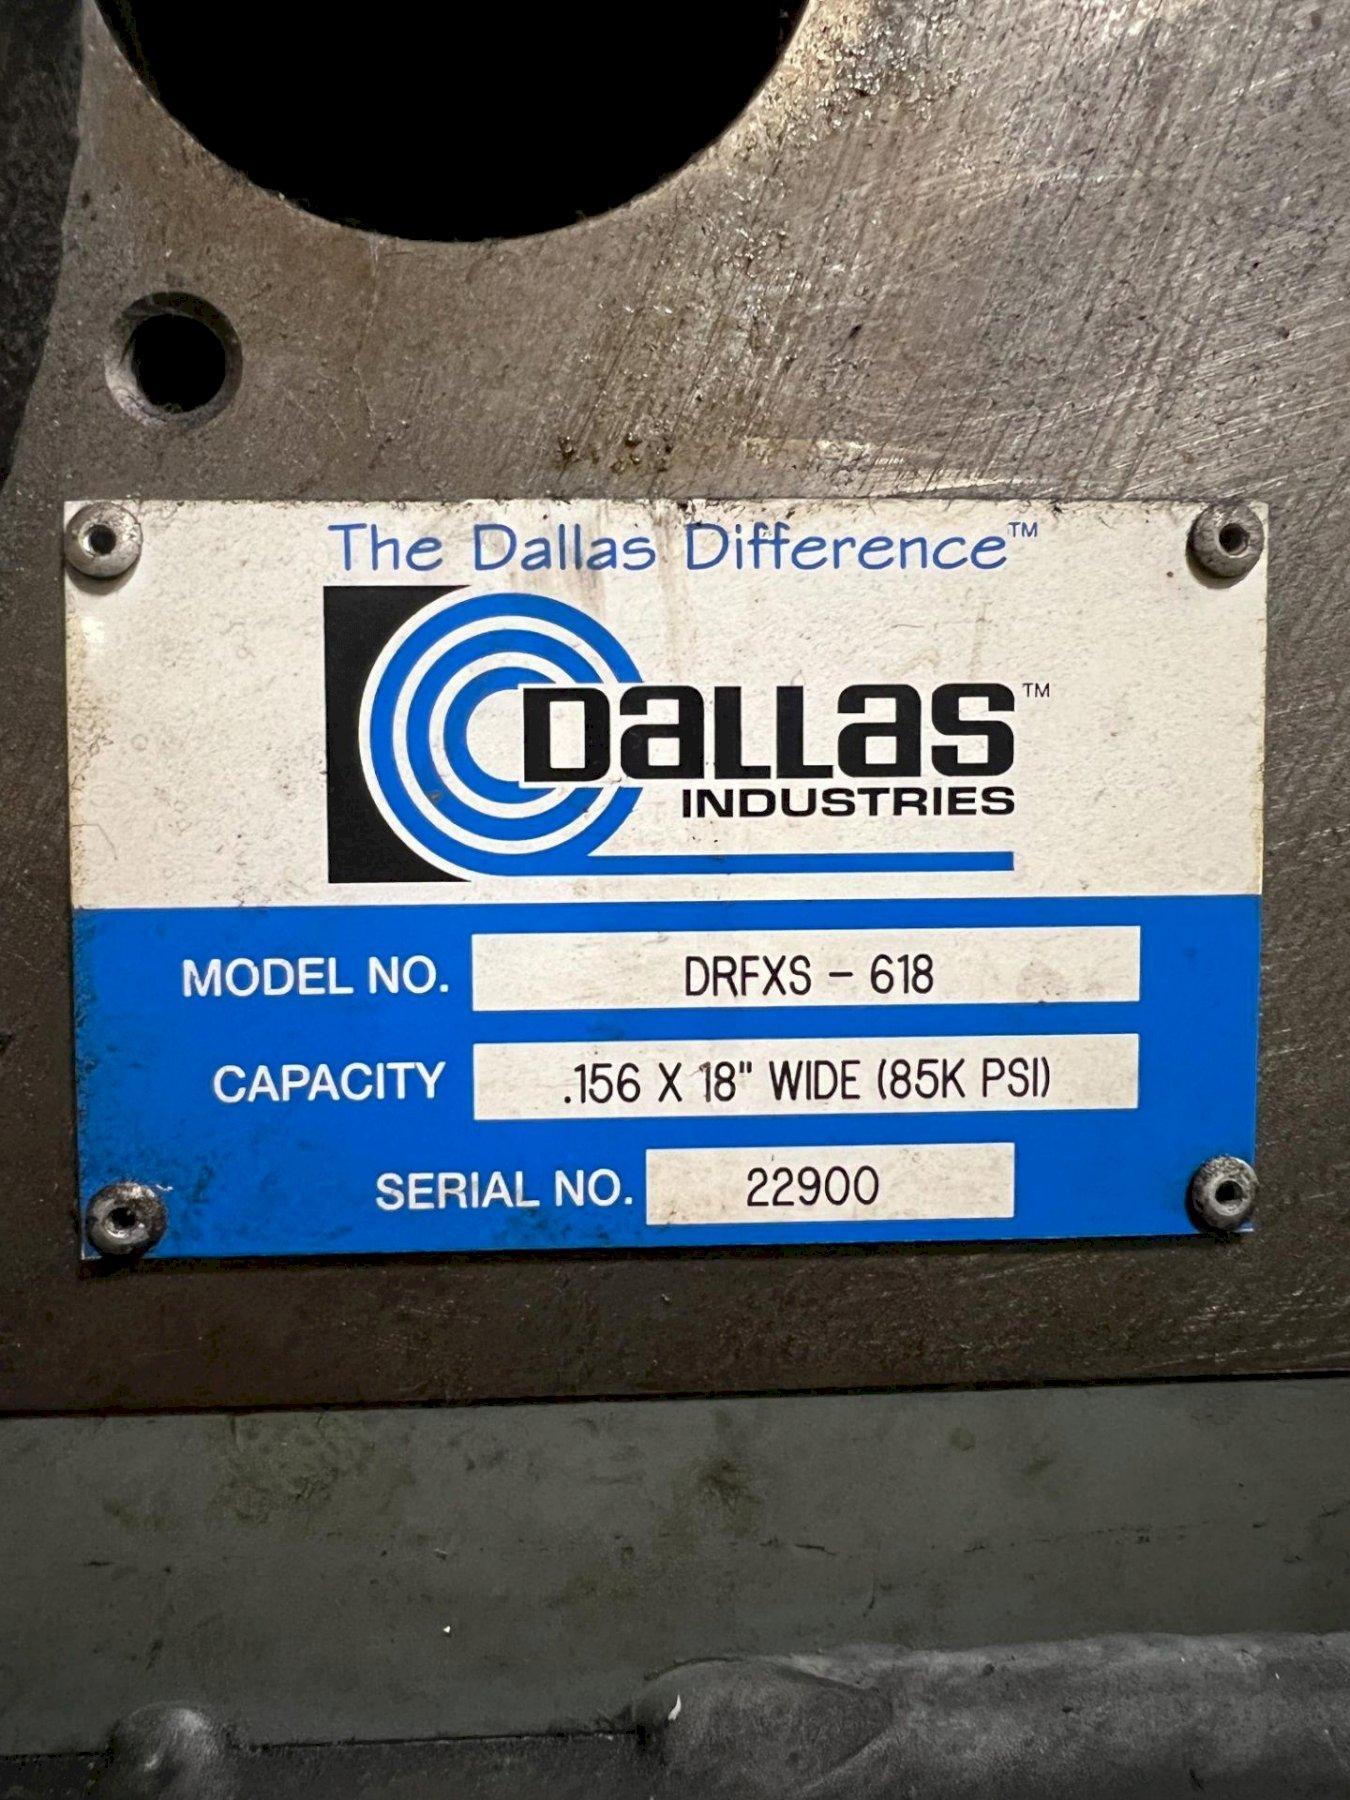 The Dallas Difference™
Dallas™
INDUSTRIES
MODEL NO. DRFXS - 618
CAPACITY .156 X 18" WIDE (85K PSI)
SERIAL NO. 22900